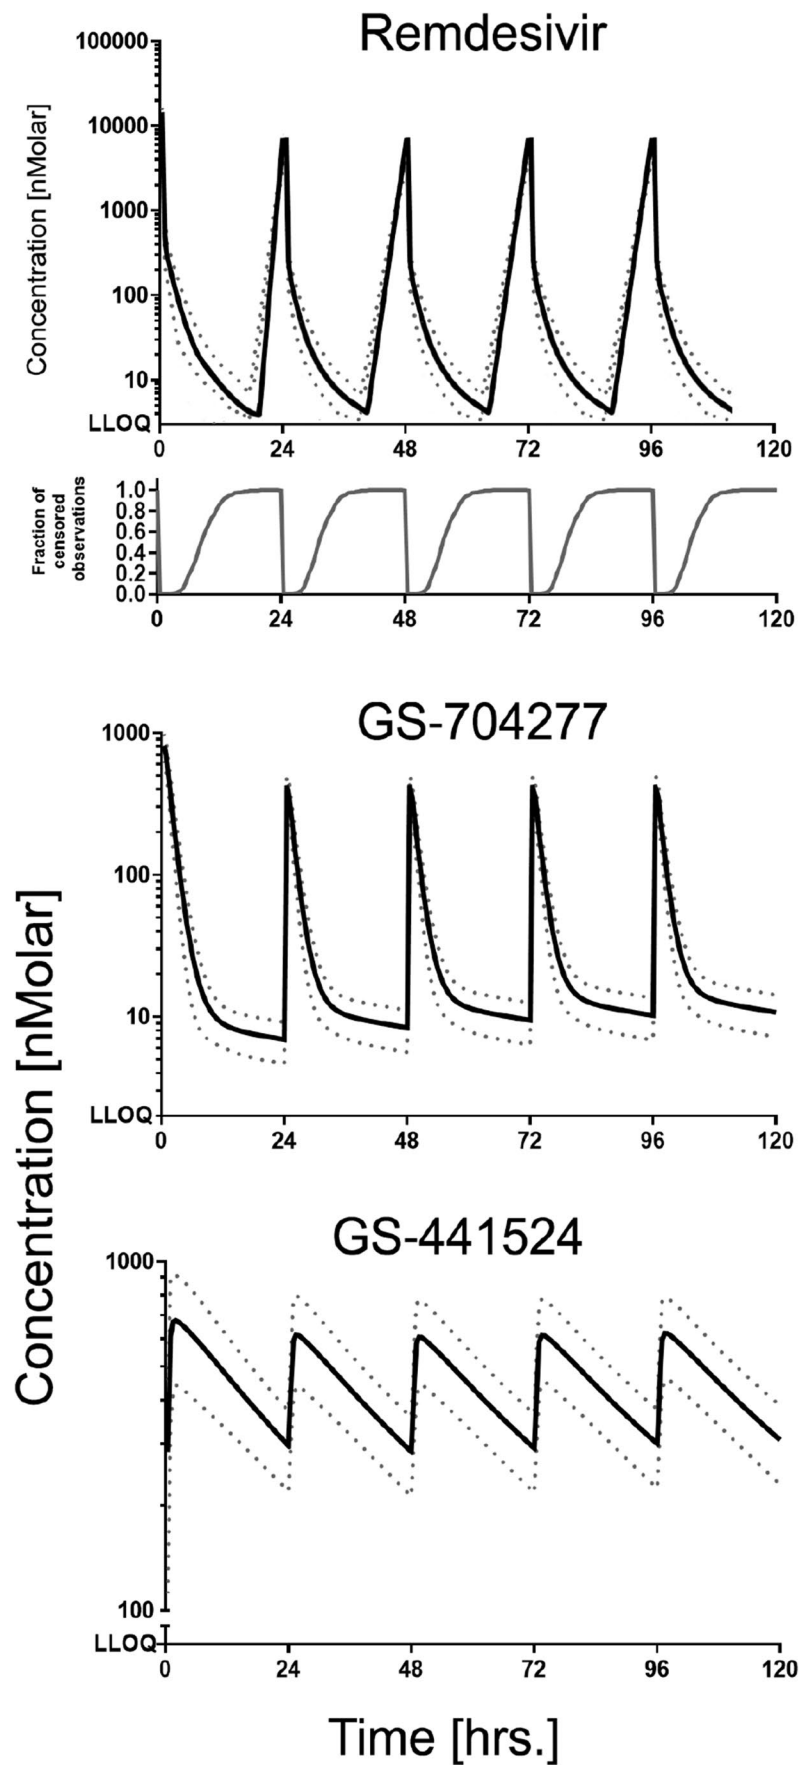 Remdesivir
Concentration [nMolar]
100000
10000
1000
100
10
LLOQ
0 24 48 72 96 120
Fraction of
censored
observations
1.0
0.8
0.6
0.4
0.2
0.0
0 24 48 72 96 120
GS-704277
Concentration [nMolar]
1000
100
10
LLOQ
0 24 48 72 96 120
GS-441524
1000
100
LLOQ
0 24 48 72 96 120
Time [hrs.]